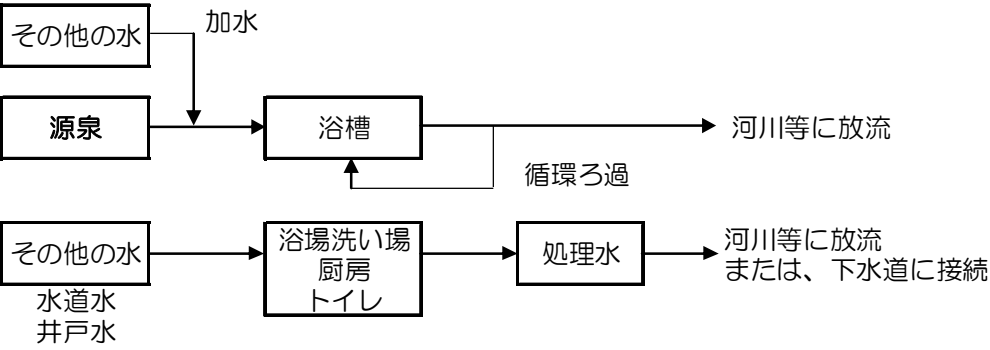 その他の水
加水
源泉
浴槽
河川等に放流
循環ろ過
その他の水
水道水
井戸水
浴場洗い場
厨房
トイレ
処理水
河川等に放流
または、下水道に接続